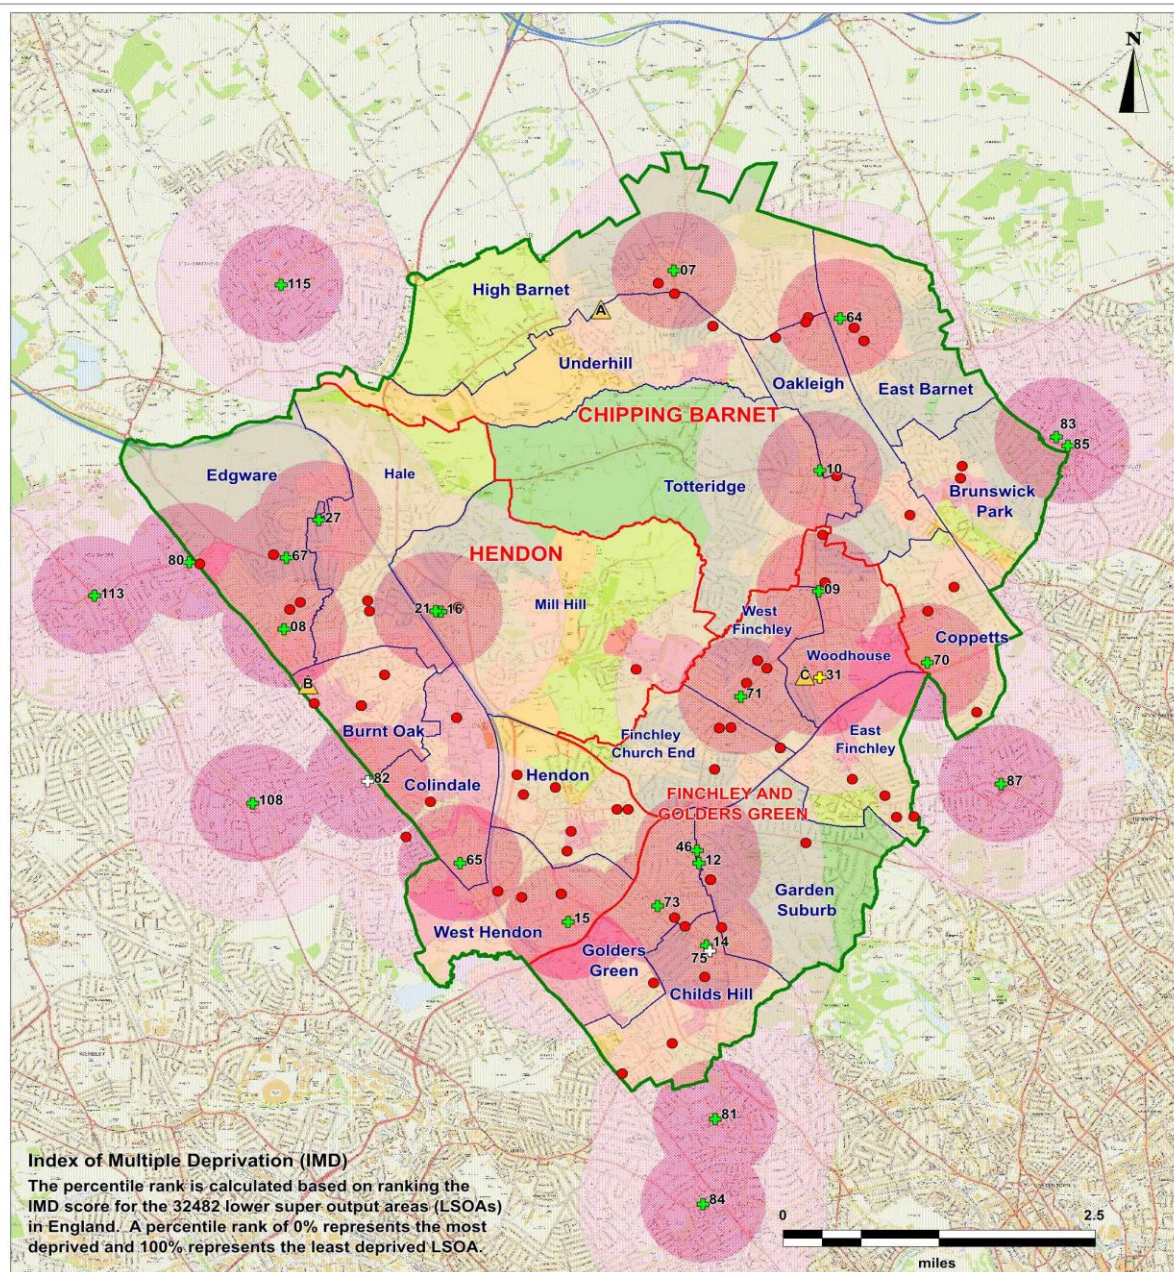 N
115
07
High Barnet
A
64
Underhill
Oakleigh
East Barnet
CHIPPING BARNET
83
85
Edgware
Hale
10
Totteridge
Brunswick
Park
27
HENDON
67
80
113
21
16
Mill Hill
09
West
Finchley
08
Woodhouse
Coppetts
70
B
C
31
71
Burnt Oak
Finchley
Church End
East
Finchley
82
Colindale
Hendon
87
108
FINCHLEY AND
GOLDERS GREEN
46
12
65
73
Garden
Suburb
15
West Hendon
14
75
Golders
Green
Childs Hill
81
84
Index of Multiple Deprivation (IMD)
The percentile rank is calculated based on ranking the
IMD score for the 32482 lower super output areas (LSOAs)
in England. A percentile rank of 0% represents the most
deprived and 100% represents the least deprived LSOA.
0
2.5
miles